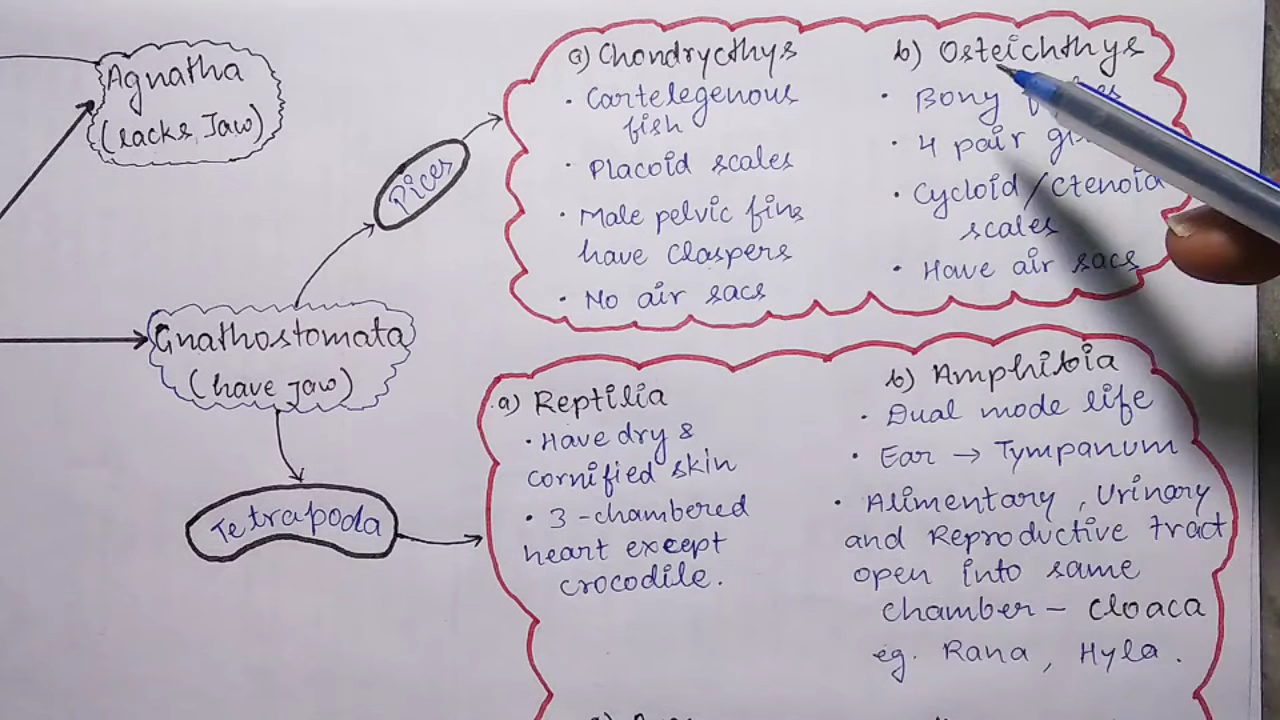 Agnatha
(lacks Jaw)
Pices
Gnathostomata
(have jaw)
Tetrapoda
a) Chondrycthys
• Cartelegenous
fish
• Placoid scales
• Male pelvic fins
have Claspers
• No air sacs
b) Osteichthys
• Bony
• 4 pair
• Cycloid/Ctenoid
scales
• Have air sacs
a) Reptilia
• Have dry &
cornified skin
• 3-chambered
heart except
crocodile.
b) Amphibia
• Dual mode life
• Ear → Tympanum
• Alimentary, Urinary
and Reproductive tract
open into same
chamber – cloaca
eg. Rana, Hyla.